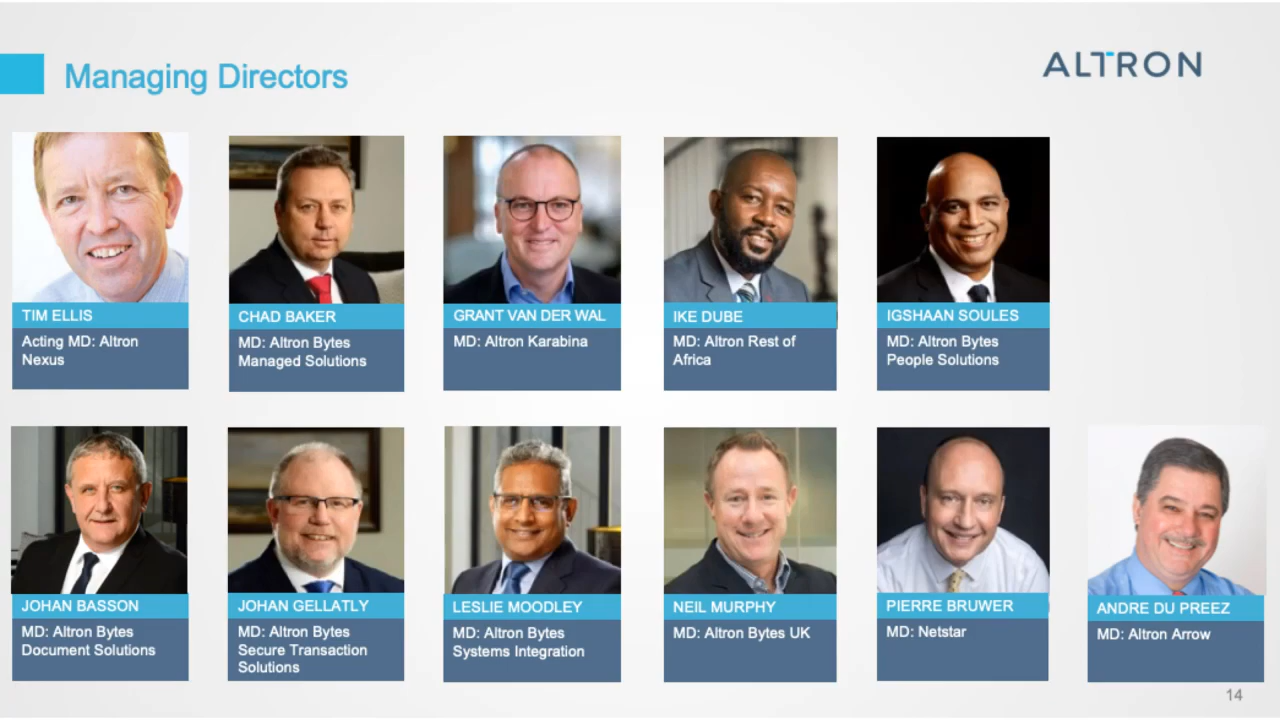 Managing Directors
ALTRON
TIM ELLIS
Acting MD: Altron
Nexus
CHAD BAKER
MD: Altron Bytes
Managed Solutions
GRANT VAN DER WAL
MD: Altron Karabina
IKE DUBE
MD: Altron Rest of
Africa
IGSHAAN SOULES
MD: Altron Bytes
People Solutions
JOHAN BASSON
MD: Altron Bytes
Document Solutions
JOHAN GELLATLY
MD: Altron Bytes
Secure Transaction
Solutions
LESLIE MOODLEY
MD: Altron Bytes
Systems Integration
NEIL MURPHY
MD: Altron Bytes UK
PIERRE BRUWER
MD: Netstar
ANDRE DU PREEZ
MD: Altron Arrow
14